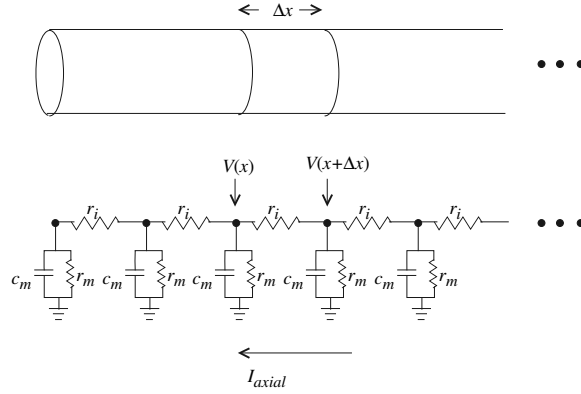 Δx
V(x) V(x+Δx)
r_i r_i r_i r_i r_i
c_m r_m c_m r_m c_m r_m c_m r_m c_m r_m
I_axial